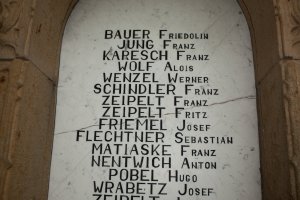 BAUER FRIEDOLIN
JUNG FRANZ
KARESCH FRANZ
WOLF ALOIS
WENZEL WERNER
SCHINDLER FRANZ
ZEIPELT FRANZ
ZEIPELT FRITZ
FRIEMEL JOSEF
FLECHTNER SEBASTIAN
MATIASKE FRANZ
NENTWICH ANTON
POBEL HUGO
WRABETZ JOSEF
ZEIPELT